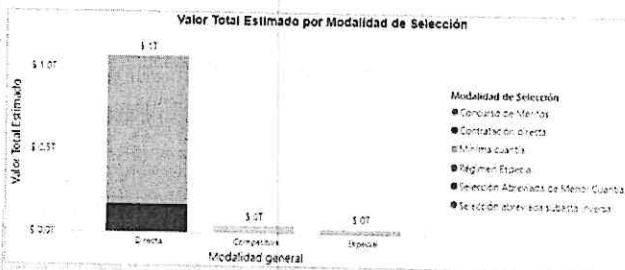 Valor Total Estimado por Modalidad de Selección
$ 1T
$ 1.0T
$ 0.5T
$ 0.0T
Valor Total Estimado
$ 0T
$ 0T
Directa
Competitiva
Especial
Modalidad general
Modalidad de Selección
Concurso de Méritos
Contratación directa
Mínima cuantía
Régimen Especial
Selección Abreviada de Menor Cuantía
Selección abreviada subasta inversa